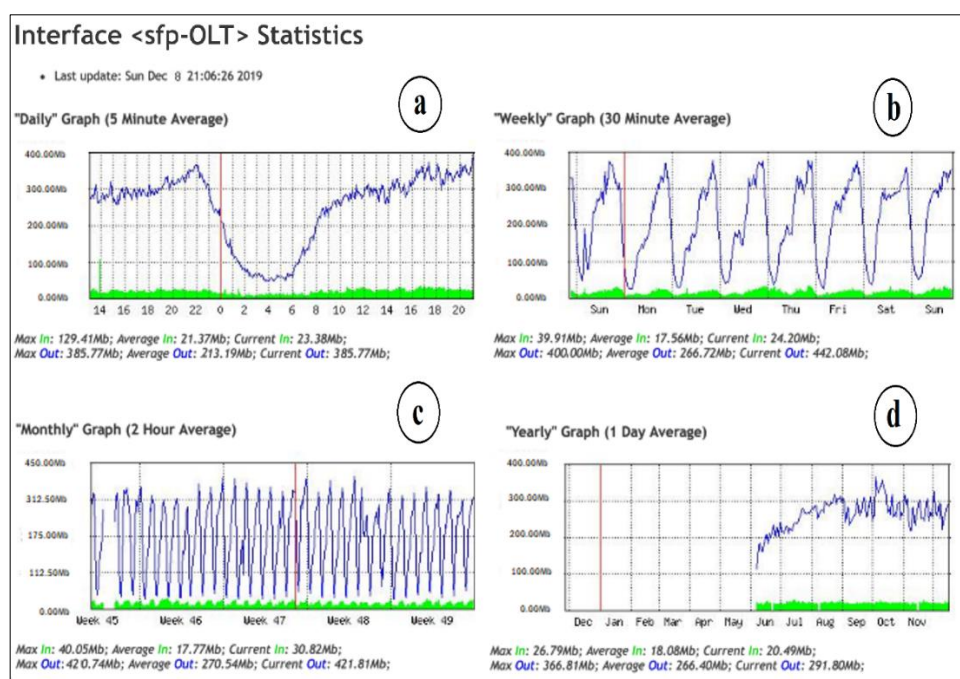 Interface <sfp-OLT> Statistics
• Last update: Sun Dec 8 21:06:26 2019
a
"Daily" Graph (5 Minute Average)
400.00Mb
300.00Mb
200.00Mb
100.00Mb
0.00Mb
14 16 18 20 22 0 2 4 6 8 10 12 14 16 18 20
Max In: 129.41Mb; Average In: 21.37Mb; Current In: 23.38Mb;
Max Out: 385.77Mb; Average Out: 213.19Mb; Current Out: 385.77Mb;
b
"Weekly" Graph (30 Minute Average)
400.00Mb
300.00Mb
200.00Mb
100.00Mb
0.00Mb
Sun Mon Tue Wed Thu Fri Sat Sun
Max In: 39.91Mb; Average In: 17.56Mb; Current In: 24.20Mb;
Max Out: 400.00Mb; Average Out: 266.72Mb; Current Out: 442.08Mb;
c
"Monthly" Graph (2 Hour Average)
450.00Mb
312.50Mb
175.00Mb
112.50Mb
0.00Mb
Week 45 Week 46 Week 47 Week 48 Week 49
Max In: 40.05Mb; Average In: 17.77Mb; Current In: 30.82Mb;
Max Out: 420.74Mb; Average Out: 270.54Mb; Current Out: 421.81Mb;
d
"Yearly" Graph (1 Day Average)
400.00Mb
300.00Mb
200.00Mb
100.00Mb
0.00Mb
Dec Jan Feb Mar Apr May Jun Jul Aug Sep Oct Nov
Max In: 26.79Mb; Average In: 18.08Mb; Current In: 20.49Mb;
Max Out: 366.81Mb; Average Out: 266.40Mb; Current Out: 291.80Mb;